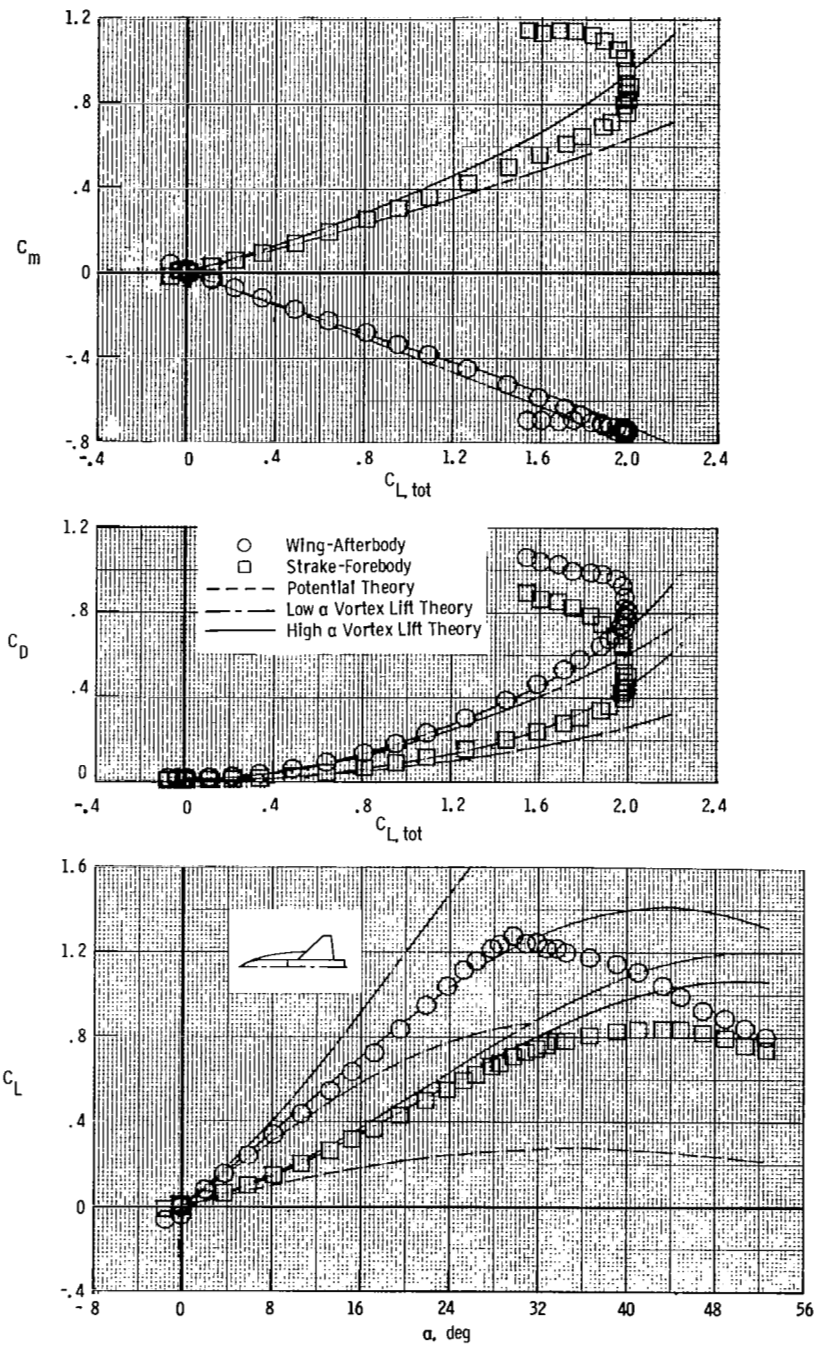 1.2
.8
.4
C_m
0
-.4
-.8
-.4 0 .4 .8 1.2 1.6 2.0 2.4
C_L, tot
1.2
○ Wing-Afterbody
□ Strake-Forebody
Potential Theory
Low α Vortex Lift Theory
High α Vortex Lift Theory
.8
C_D
.4
0
-.4 0 .4 .8 1.2 1.6 2.0 2.4
C_L, tot
1.6
1.2
.8
C_L
.4
0
-.4
-8 0 8 16 24 32 40 48 56
α, deg